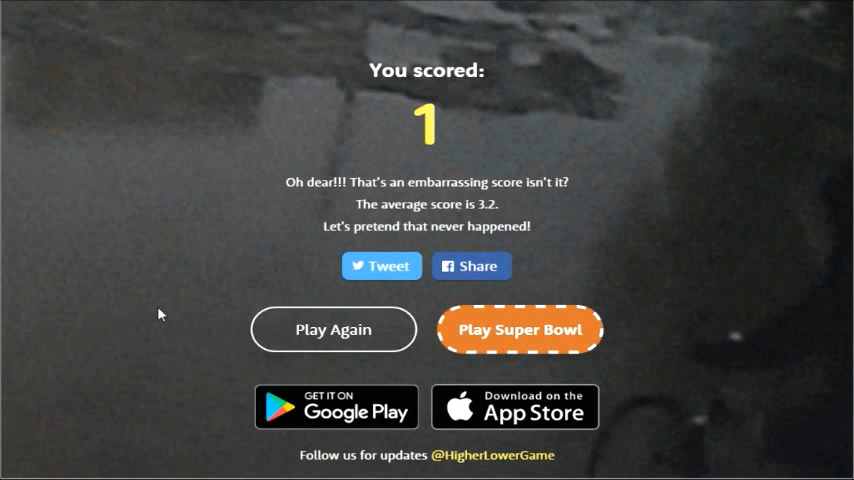 You scored:
1
Oh dear!!! That's an embarrassing score isn't it?
The average score is 3.2.
Let's pretend that never happened!
Tweet Share
Play Again Play Super Bowl
GET IT ON Google Play
Download on the App Store
Follow us for updates @HigherLowerGame